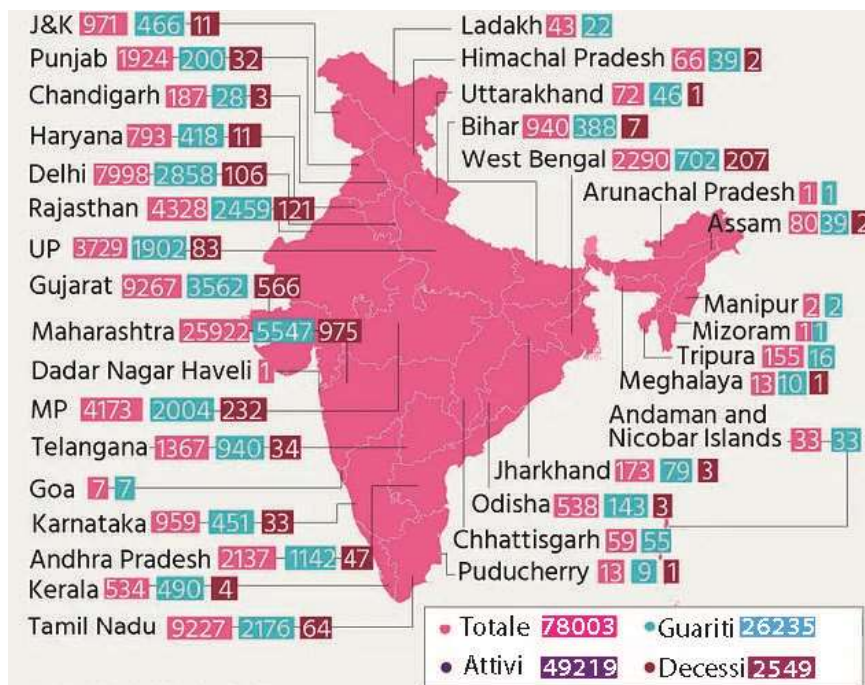 J&K 971 466 11
Punjab 1924 200 32
Chandigarh 187 28 3
Haryana 793 418 11
Delhi 7998 2858 106
Rajasthan 4328 2459 121
UP 3729 1902 83
Gujarat 9267 3562 566
Maharashtra 25922 5547 975
Dadar Nagar Haveli 1
MP 4173 2004 232
Telangana 1367 940 34
Goa 7 7
Karnataka 959 451 33
Andhra Pradesh 2137 1142 47
Kerala 534 490 4
Tamil Nadu 9227 2176 64
Ladakh 43 22
Himachal Pradesh 66 39 2
Uttarakhand 72 46 1
Bihar 940 388 7
West Bengal 2290 702 207
Arunachal Pradesh 1 1
Assam 80 39 2
Manipur 2 2
Mizoram 1 1
Tripura 155 16
Meghalaya 13 10 1
Andaman and
Nicobar Islands 33 33
Jharkhand 173 79 3
Odisha 538 143 3
Chhattisgarh 59 55
Puducherry 13 9 1
Totale 78003 Guariti 26235
Attivi 49219 Decessi 2549